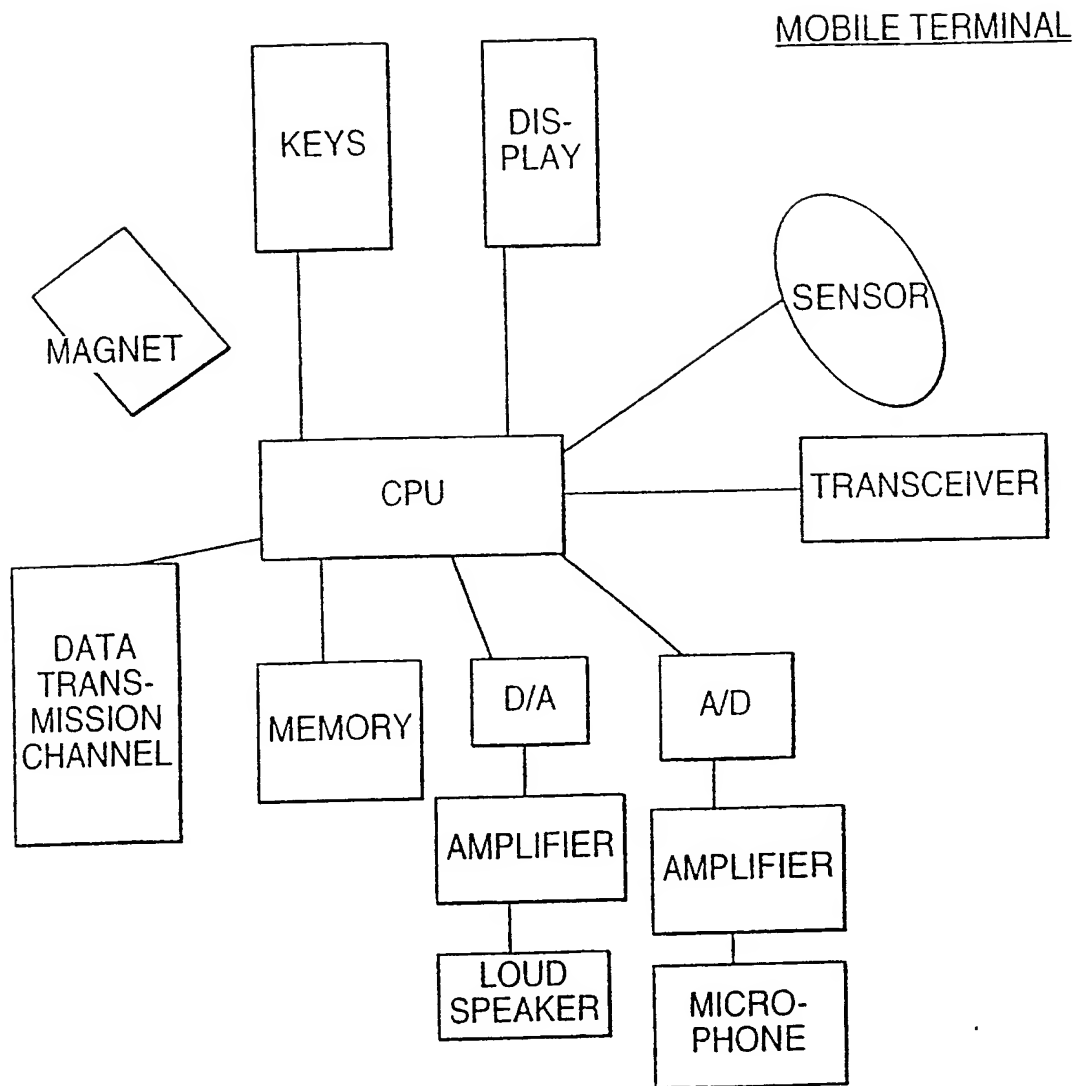 MOBILE TERMINAL
KEYS
DIS-
PLAY
SENSOR
MAGNET
CPU
TRANSCEIVER
DATA
TRANS-
MISSION
CHANNEL
MEMORY
D/A
A/D
AMPLIFIER
AMPLIFIER
LOUD
SPEAKER
MICRO-
PHONE